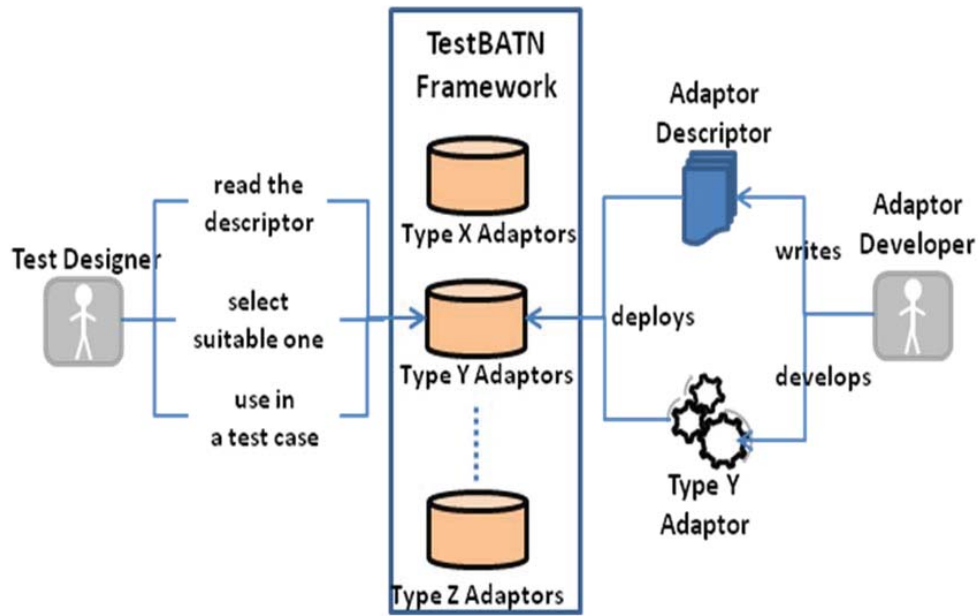 TestBATN
Framework
Test Designer
read the
descriptor
select
suitable one
use in
a test case
Type X Adaptors
Type Y Adaptors
Type Z Adaptors
Adaptor
Descriptor
deploys
writes
develops
Type Y
Adaptor
Adaptor
Developer